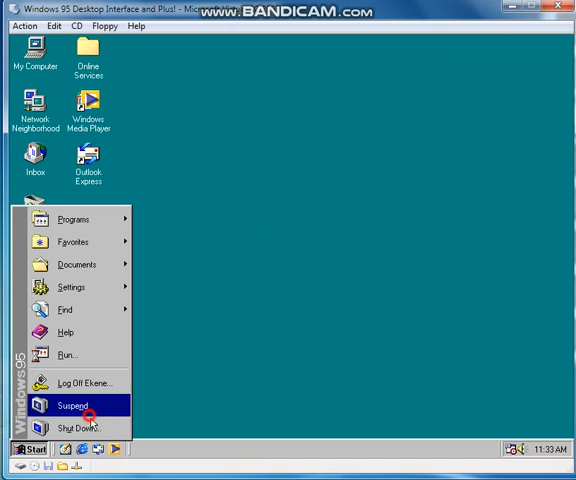 Windows 95 Desktop Interface and Plus! - Microsoft
www.BANDICAM.com
Action Edit CD Floppy Help
My Computer
Online Services
Network Neighborhood
Windows Media Player
Inbox
Outlook Express
Programs
Favorites
Documents
Settings
Find
Help
Run...
Log Off Ekene...
Suspend
Shut Down...
Windows95
Start
11:33 AM